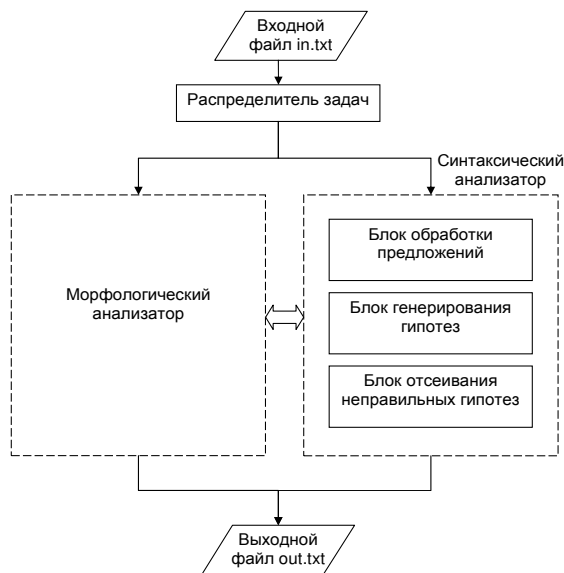 Входной
файл in.txt
Распределитель задач
Синтаксический
анализатор
Морфологический
анализатор
Блок обработки
предложений
Блок генерирования
гипотез
Блок отсеивания
неправильных гипотез
Выходной
файл out.txt